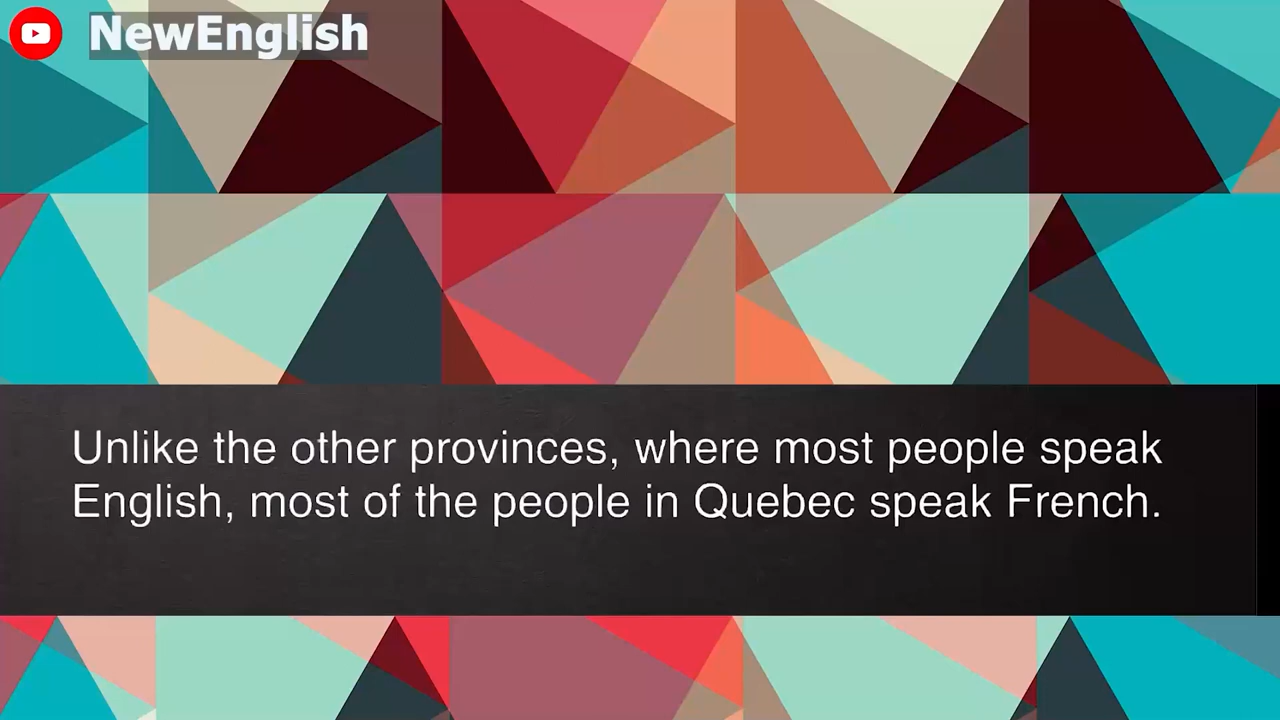 NewEnglish
Unlike the other provinces, where most people speak
English, most of the people in Quebec speak French.